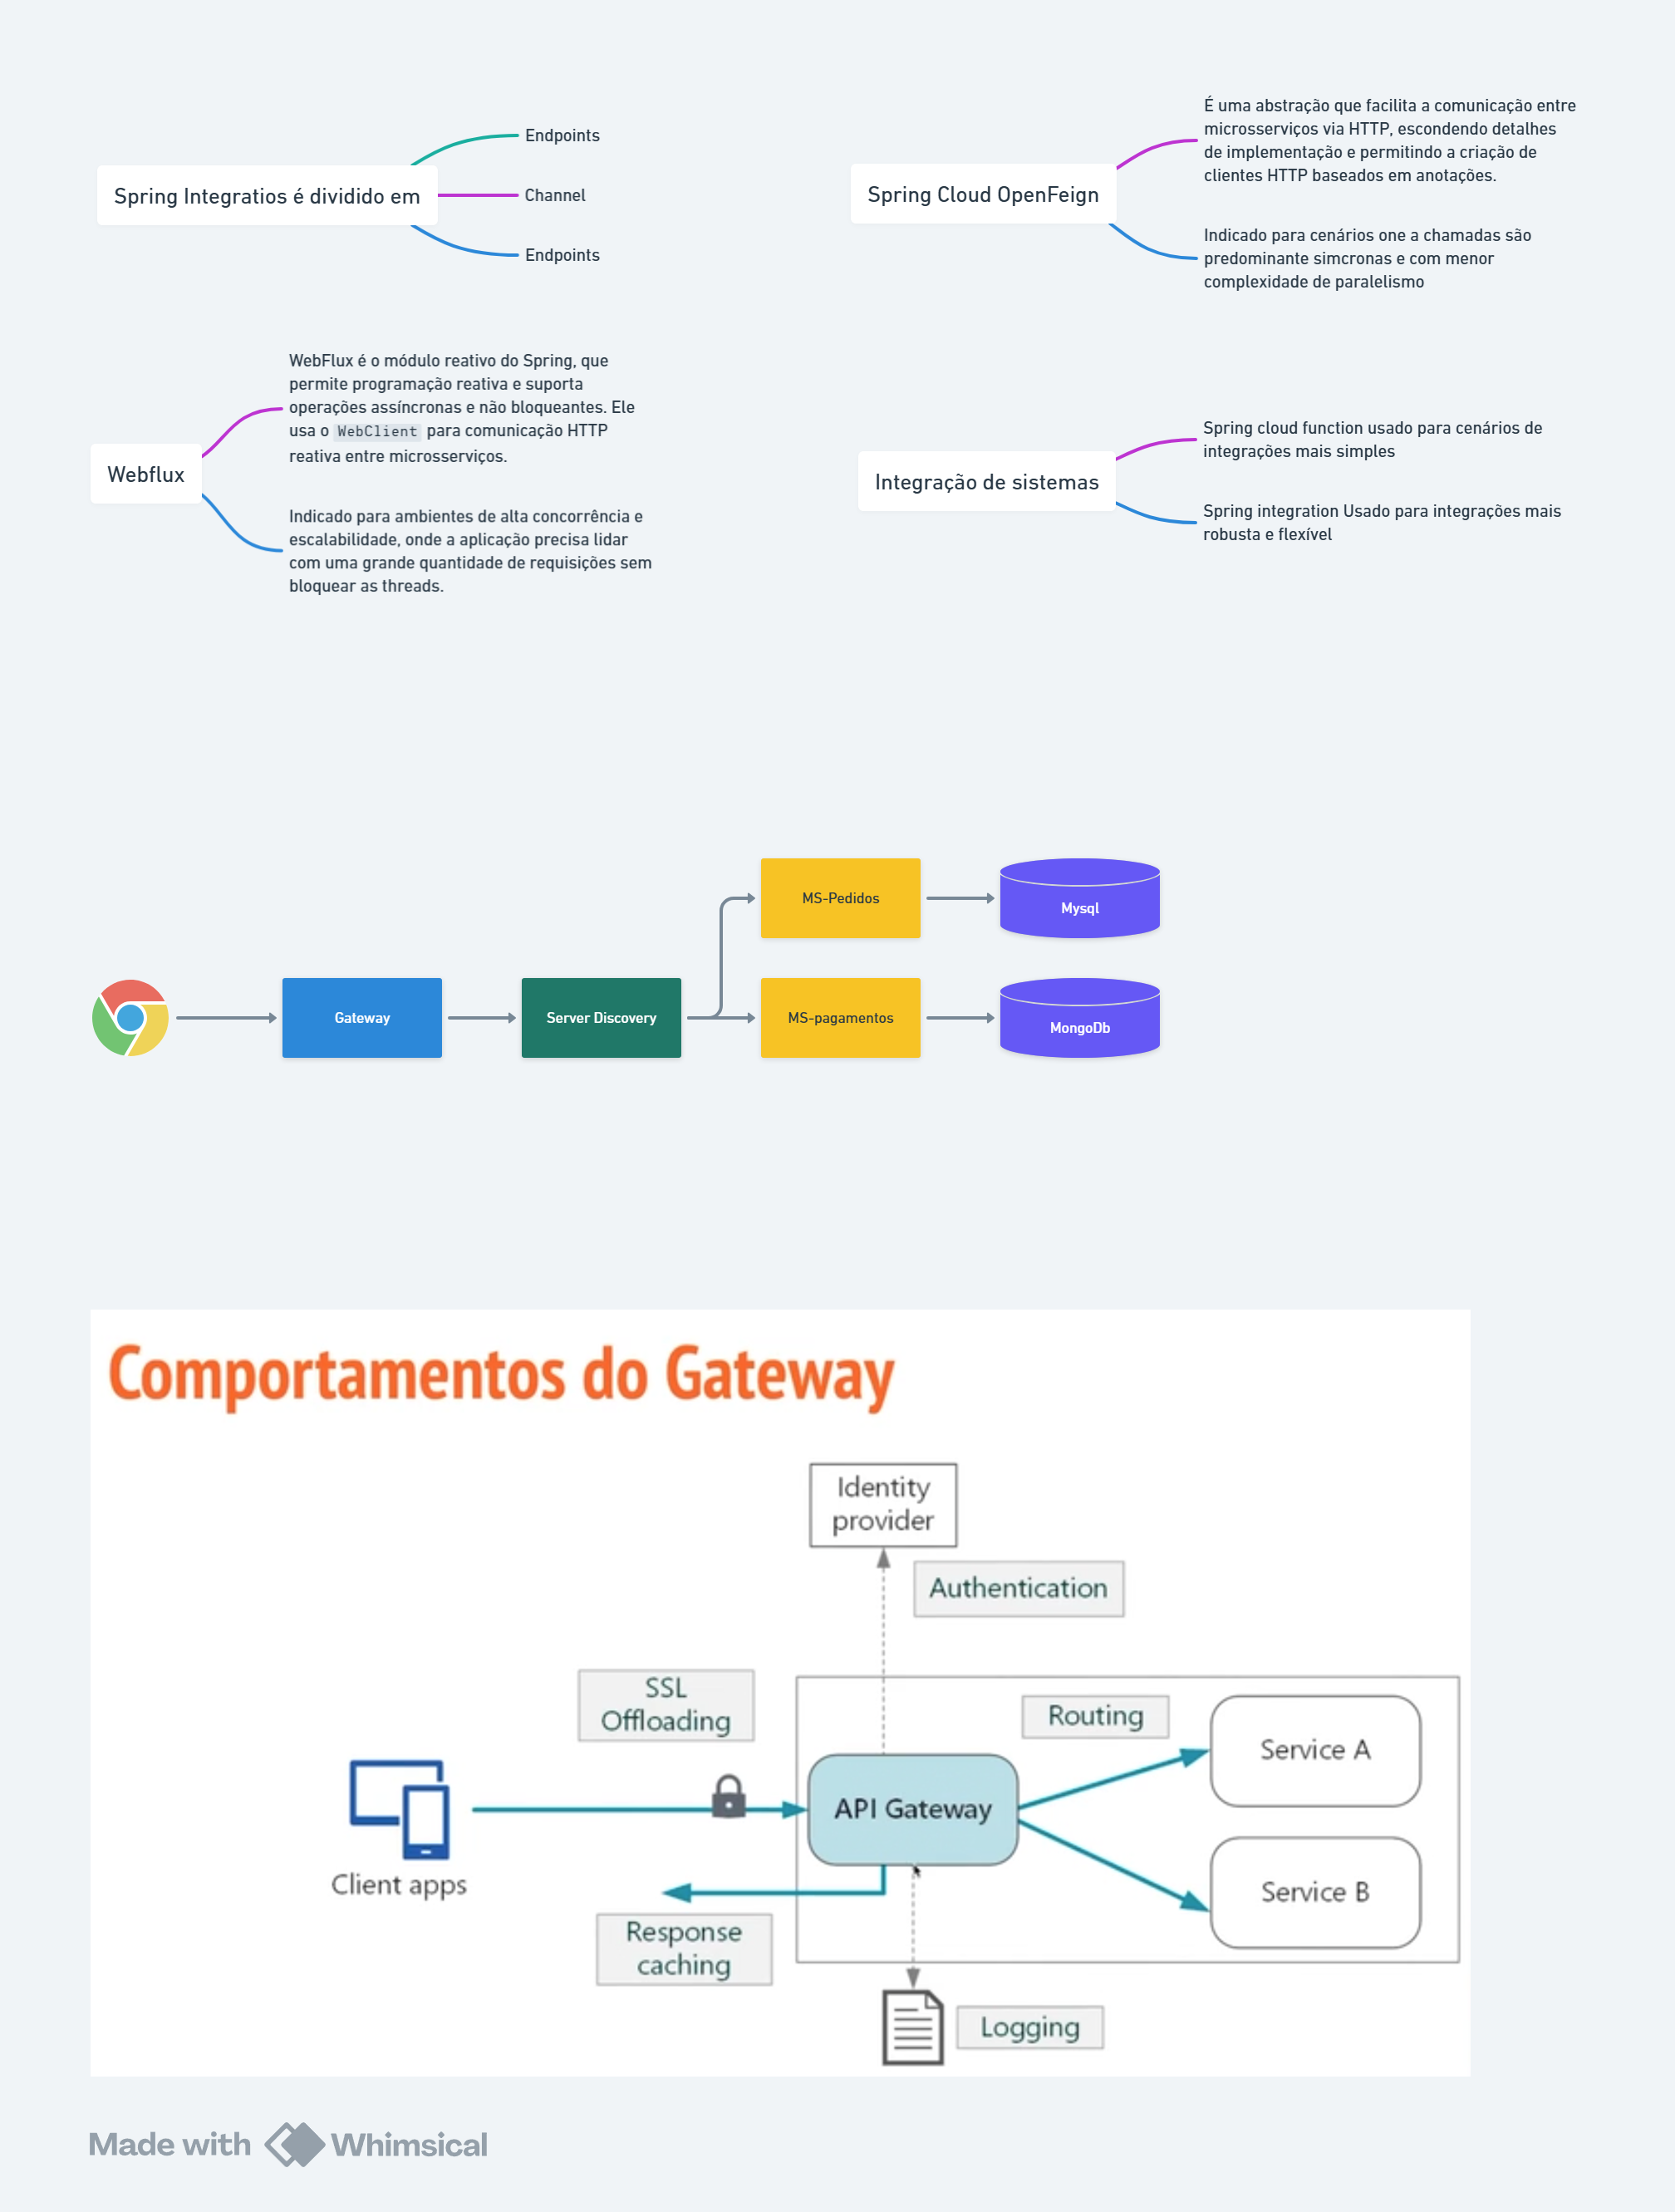 Endpoints
Spring Integratios é dividido em
Channel
Endpoints
É uma abstração que facilita a comunicação entre
microsserviços via HTTP, escondendo detalhes
de implementação e permitindo a criação de
clientes HTTP baseados em anotações.
Spring Cloud OpenFeign
Indicado para cenários one a chamadas são
predominante simcronas e com menor
complexidade de paralelismo
WebFlux é o módulo reativo do Spring, que
permite programação reativa e suporta
operações assíncronas e não bloqueantes. Ele
usa o WebClient para comunicação HTTP
reativa entre microsserviços.
Webflux
Indicado para ambientes de alta concorrência e
escalabilidade, onde a aplicação precisa lidar
com uma grande quantidade de requisições sem
bloquear as threads.
Spring cloud function usado para cenários de
integrações mais simples
Integração de sistemas
Spring integration Usado para integrações mais
robusta e flexível
MS-Pedidos
Mysql
Gateway
Server Discovery
MS-pagamentos
MongoDb
Comportamentos do Gateway
Identity
provider
Authentication
SSL
Offloading
Routing
Service A
API Gateway
Client apps
Service B
Response
caching
Logging
Made with Whimsical